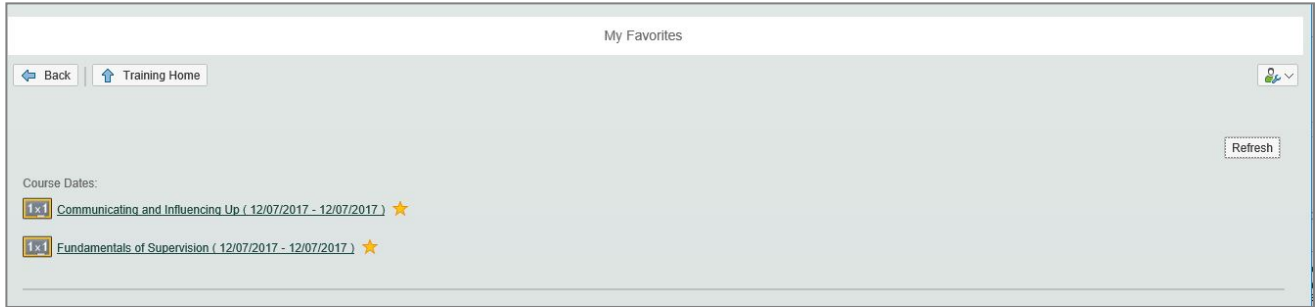 My Favorites
Back Training Home
Refresh
Course Dates:
1x1 Communicating and Influencing Up ( 12/07/2017 - 12/07/2017 )
1x1 Fundamentals of Supervision ( 12/07/2017 - 12/07/2017 )